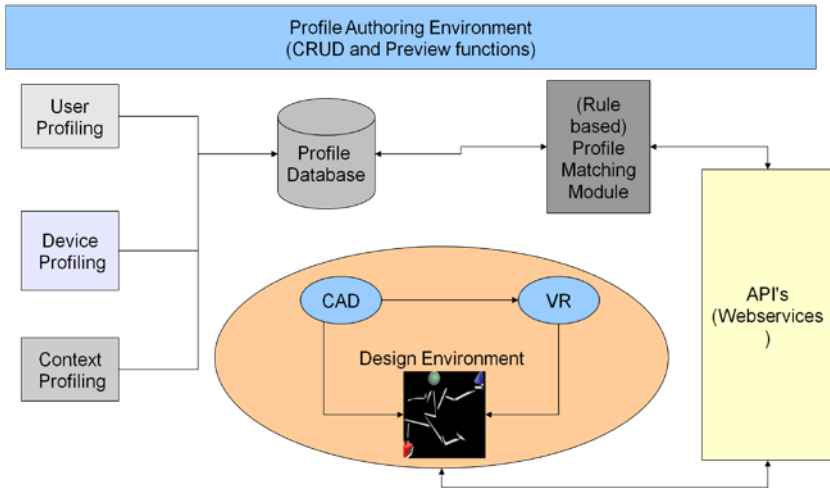 Profile Authoring Environment
(CRUD and Preview functions)
User
Profiling
Profile
Database
(Rule
based)
Profile
Matching
Module
Device
Profiling
CAD
VR
API's
(Webservices
)
Context
Profiling
Design Environment